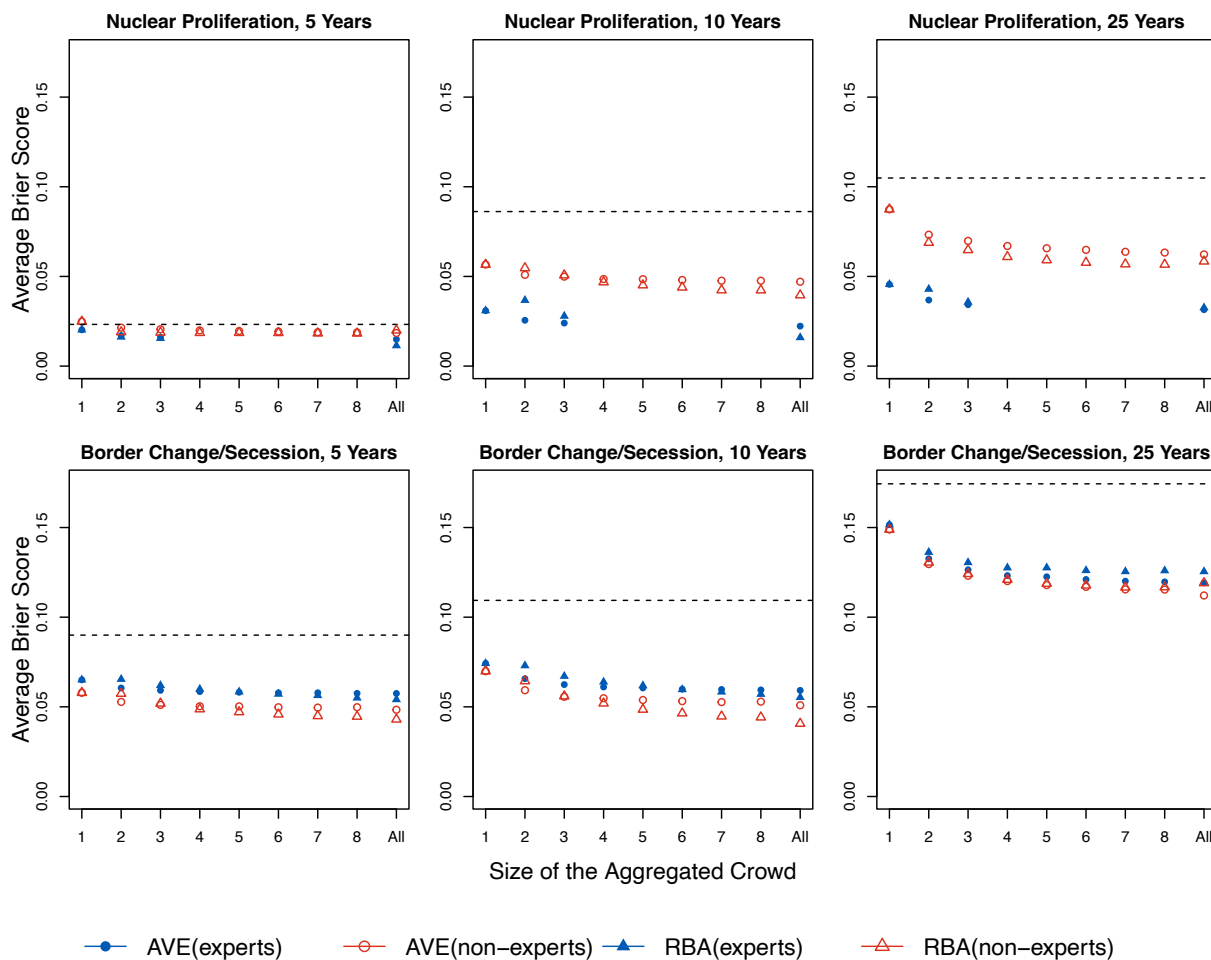 Nuclear Proliferation, 5 Years
Nuclear Proliferation, 10 Years
Nuclear Proliferation, 25 Years
Average Brier Score
0.00 0.05 0.10 0.15
0.00 0.05 0.10 0.15
0.00 0.05 0.10 0.15
1 2 3 4 5 6 7 8 All
1 2 3 4 5 6 7 8 All
1 2 3 4 5 6 7 8 All
Border Change/Secession, 5 Years
Border Change/Secession, 10 Years
Border Change/Secession, 25 Years
Average Brier Score
0.00 0.05 0.10 0.15
0.00 0.05 0.10 0.15
0.00 0.05 0.10 0.15
1 2 3 4 5 6 7 8 All
1 2 3 4 5 6 7 8 All
1 2 3 4 5 6 7 8 All
Size of the Aggregated Crowd
AVE(experts) AVE(non-experts) RBA(experts) RBA(non-experts)